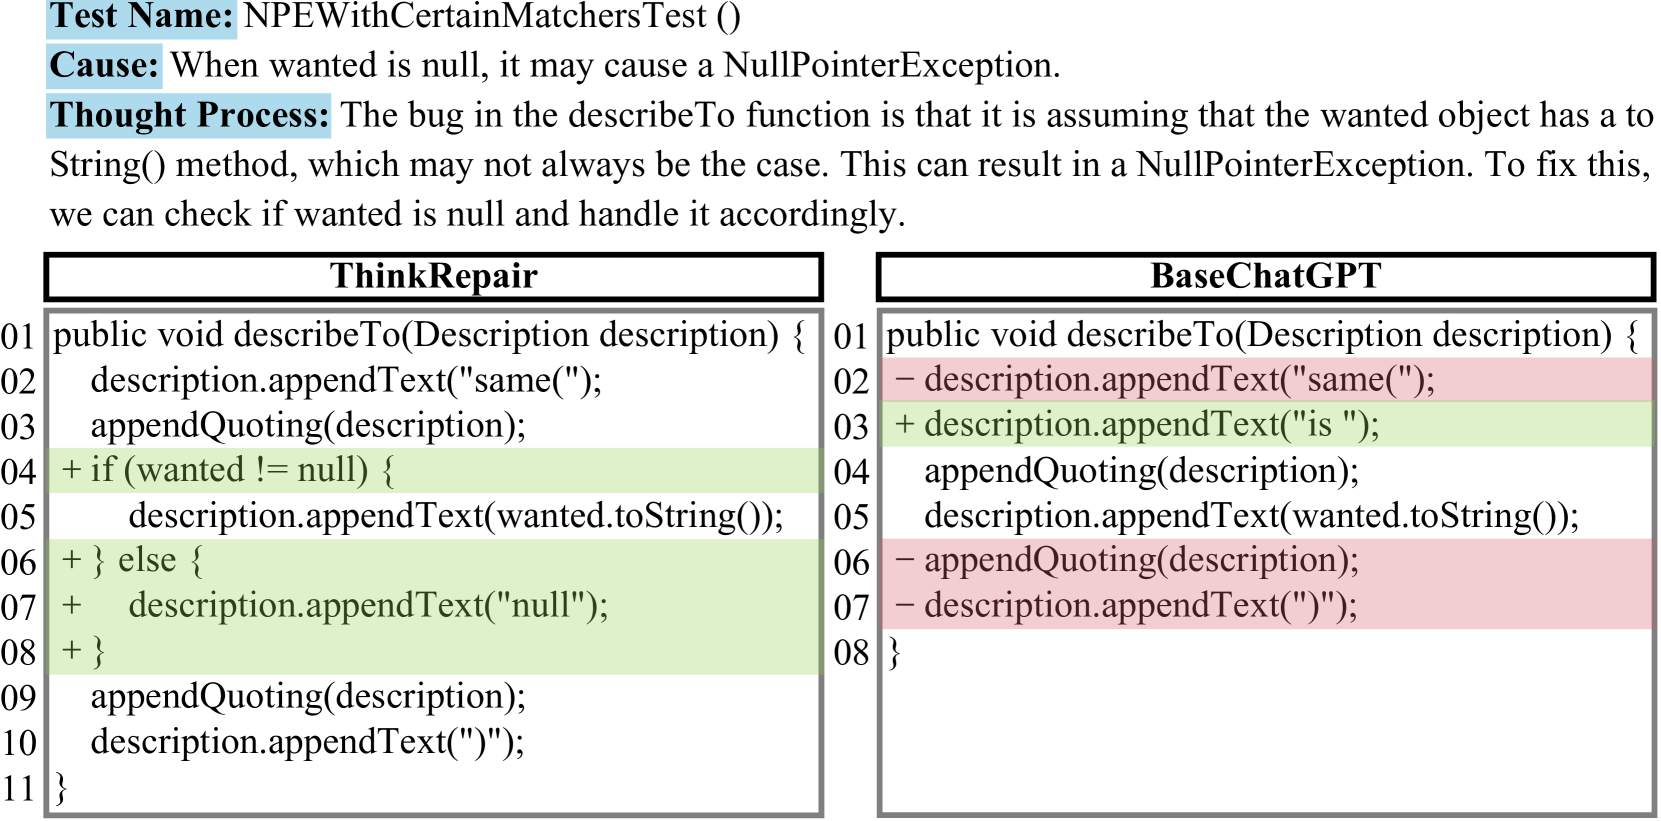 Test Name: NPEWithCertainMatchersTest ()
Cause: When wanted is null, it may cause a NullPointerException.
Thought Process: The bug in the describeTo function is that it is assuming that the wanted object has a to
String() method, which may not always be the case. This can result in a NullPointerException. To fix this,
we can check if wanted is null and handle it accordingly.
ThinkRepair
01 public void describeTo(Description description) {
02 description.appendText("same(");
03 appendQuoting(description);
04 + if (wanted != null) {
05 description.appendText(wanted.toString());
06 + } else {
07 + description.appendText("null");
08 + }
09 appendQuoting(description);
10 description.appendText(")");
11 }
BaseChatGPT
01 public void describeTo(Description description) {
02 − description.appendText("same(");
03 + description.appendText("is ");
04 appendQuoting(description);
05 description.appendText(wanted.toString());
06 − appendQuoting(description);
07 − description.appendText(")");
08 }